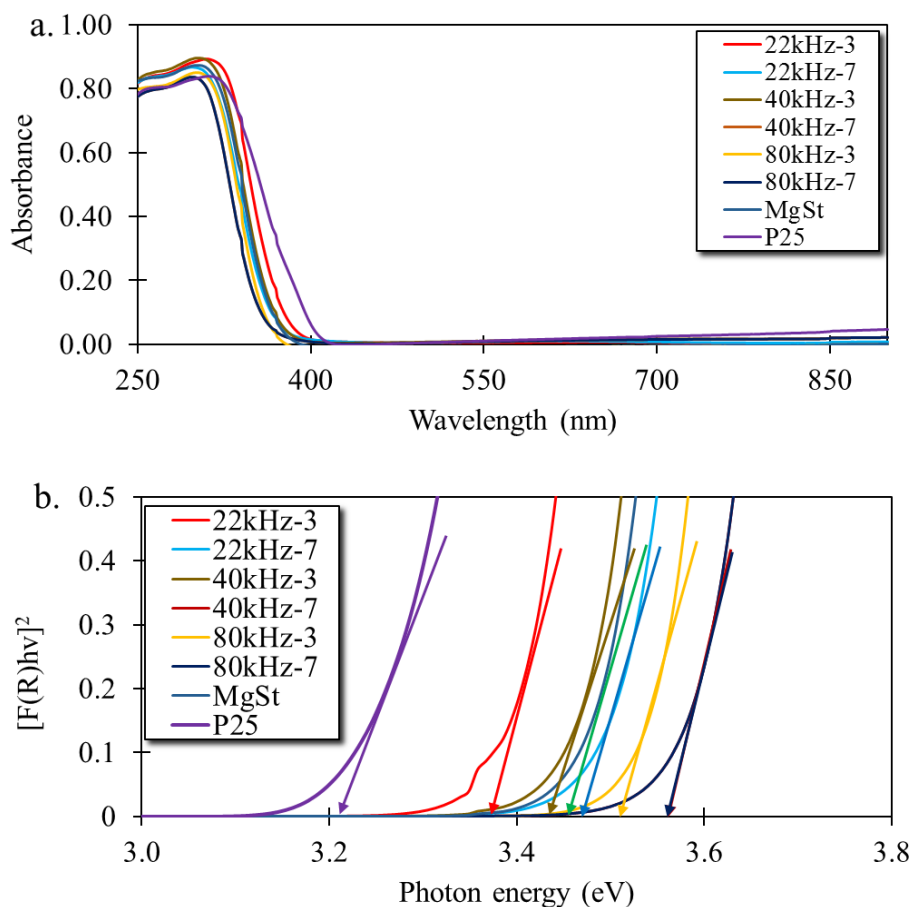 a.
1.00
0.80
0.60
0.40
0.20
0.00
Absorbance
22kHz-3
22kHz-7
40kHz-3
40kHz-7
80kHz-3
80kHz-7
MgSt
P25
250
400
550
700
850
Wavelength (nm)
b.
0.5
0.4
0.3
0.2
0.1
0
[F(R)hv]²
22kHz-3
22kHz-7
40kHz-3
40kHz-7
80kHz-3
80kHz-7
MgSt
P25
3.0
3.2
3.4
3.6
3.8
Photon energy (eV)